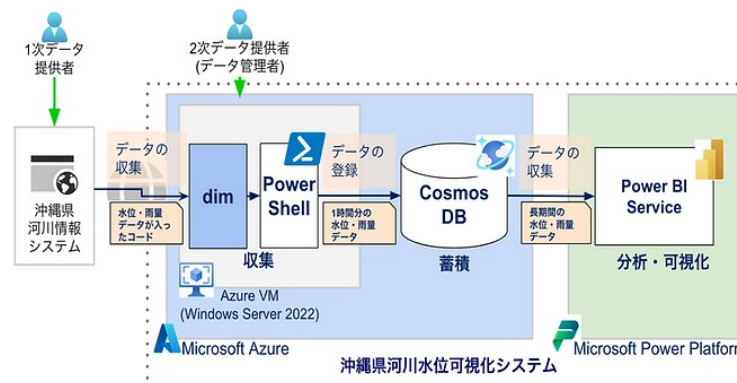 1次データ
提供者
2次データ提供者
(データ管理者)
データの
収集
データの
登録
データの
収集
沖縄県
河川情報
システム
dim
Power
Shell
Cosmos
DB
Power BI
Service
水位・雨量
データが入っ
たコード
1時間分の
水位・雨量
データ
長期間の
水位・雨量
データ
収集
蓄積
分析・可視化
Azure VM
(Windows Server 2022)
Microsoft Azure
沖縄県河川水位可視化システム
Microsoft Power Platform